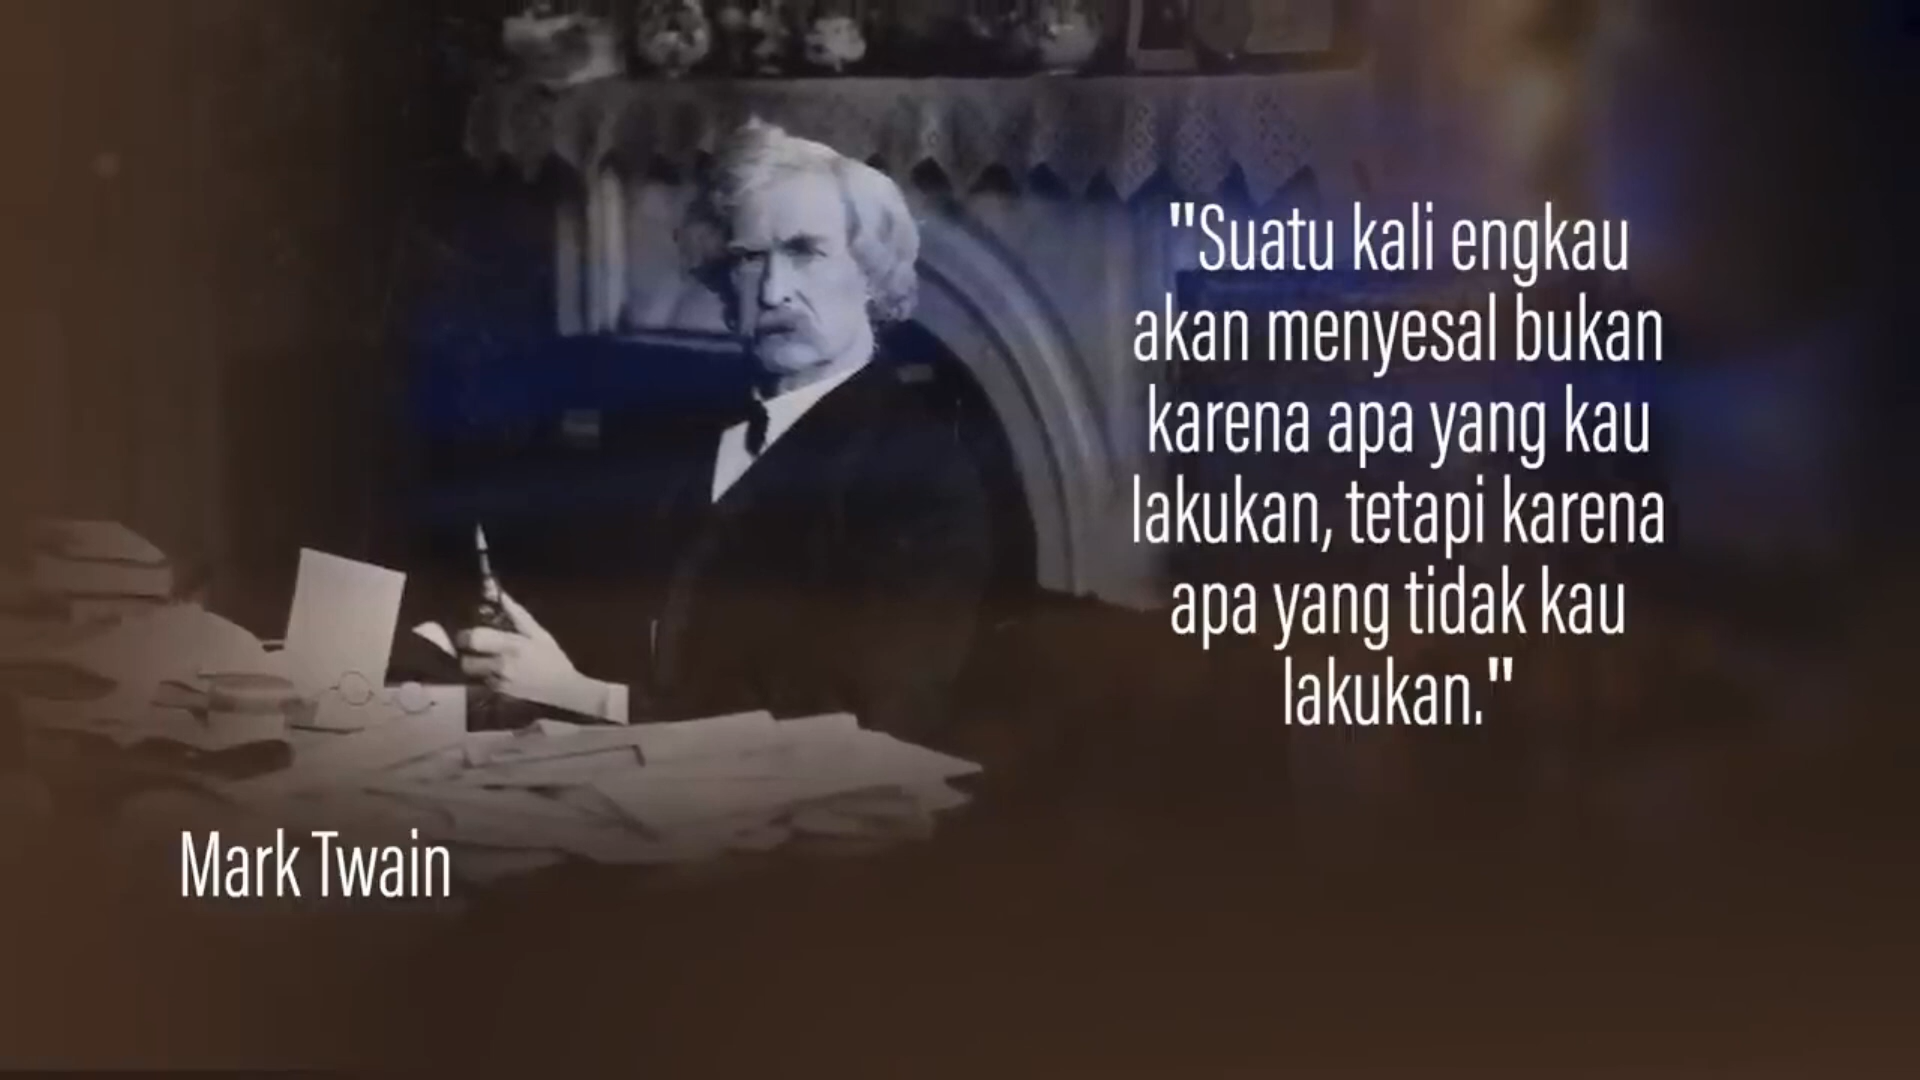 "Suatu kali engkau
akan menyesal bukan
karena apa yang kau
lakukan, tetapi karena
apa yang tidak kau
lakukan."
Mark Twain